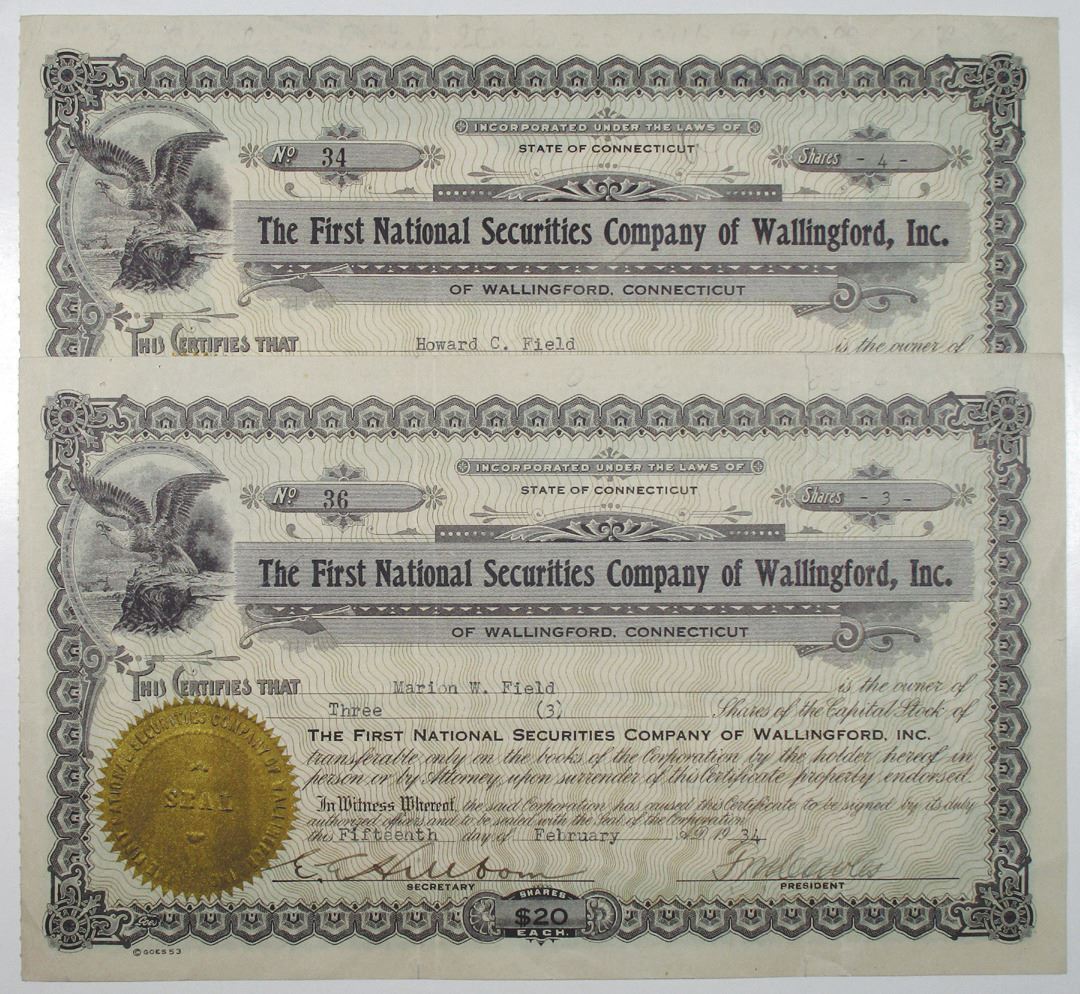 INCORPORATED UNDER THE LAWS OF
STATE OF CONNECTICUT
No 34
Shares - 4 -
The First National Securities Company of Wallingford, Inc.
OF WALLINGFORD, CONNECTICUT
THIS CERTIFIES THAT Howard C. Field is the owner of
INCORPORATED UNDER THE LAWS OF
STATE OF CONNECTICUT
No 36
Shares - 3 -
The First National Securities Company of Wallingford, Inc.
OF WALLINGFORD, CONNECTICUT
THIS CERTIFIES THAT Marion W. Field is the owner of
Three (3) Shares of the Capital Stock of
THE FIRST NATIONAL SECURITIES COMPANY OF WALLINGFORD, INC.
transferable only on the books of the Corporation by the holder hereof in
person or by Attorney, upon surrender of this Certificate properly endorsed.
In Witness Whereof, the said Corporation has caused this Certificate to be signed by its duly
authorized officers and to be sealed with the Seal of the Corporation
this Fifteenth day of February A.D. 19 34
SECRETARY
PRESIDENT
SEAL
SECURITIES COMPANY OF
SHARES
$20
EACH
© GOES 53